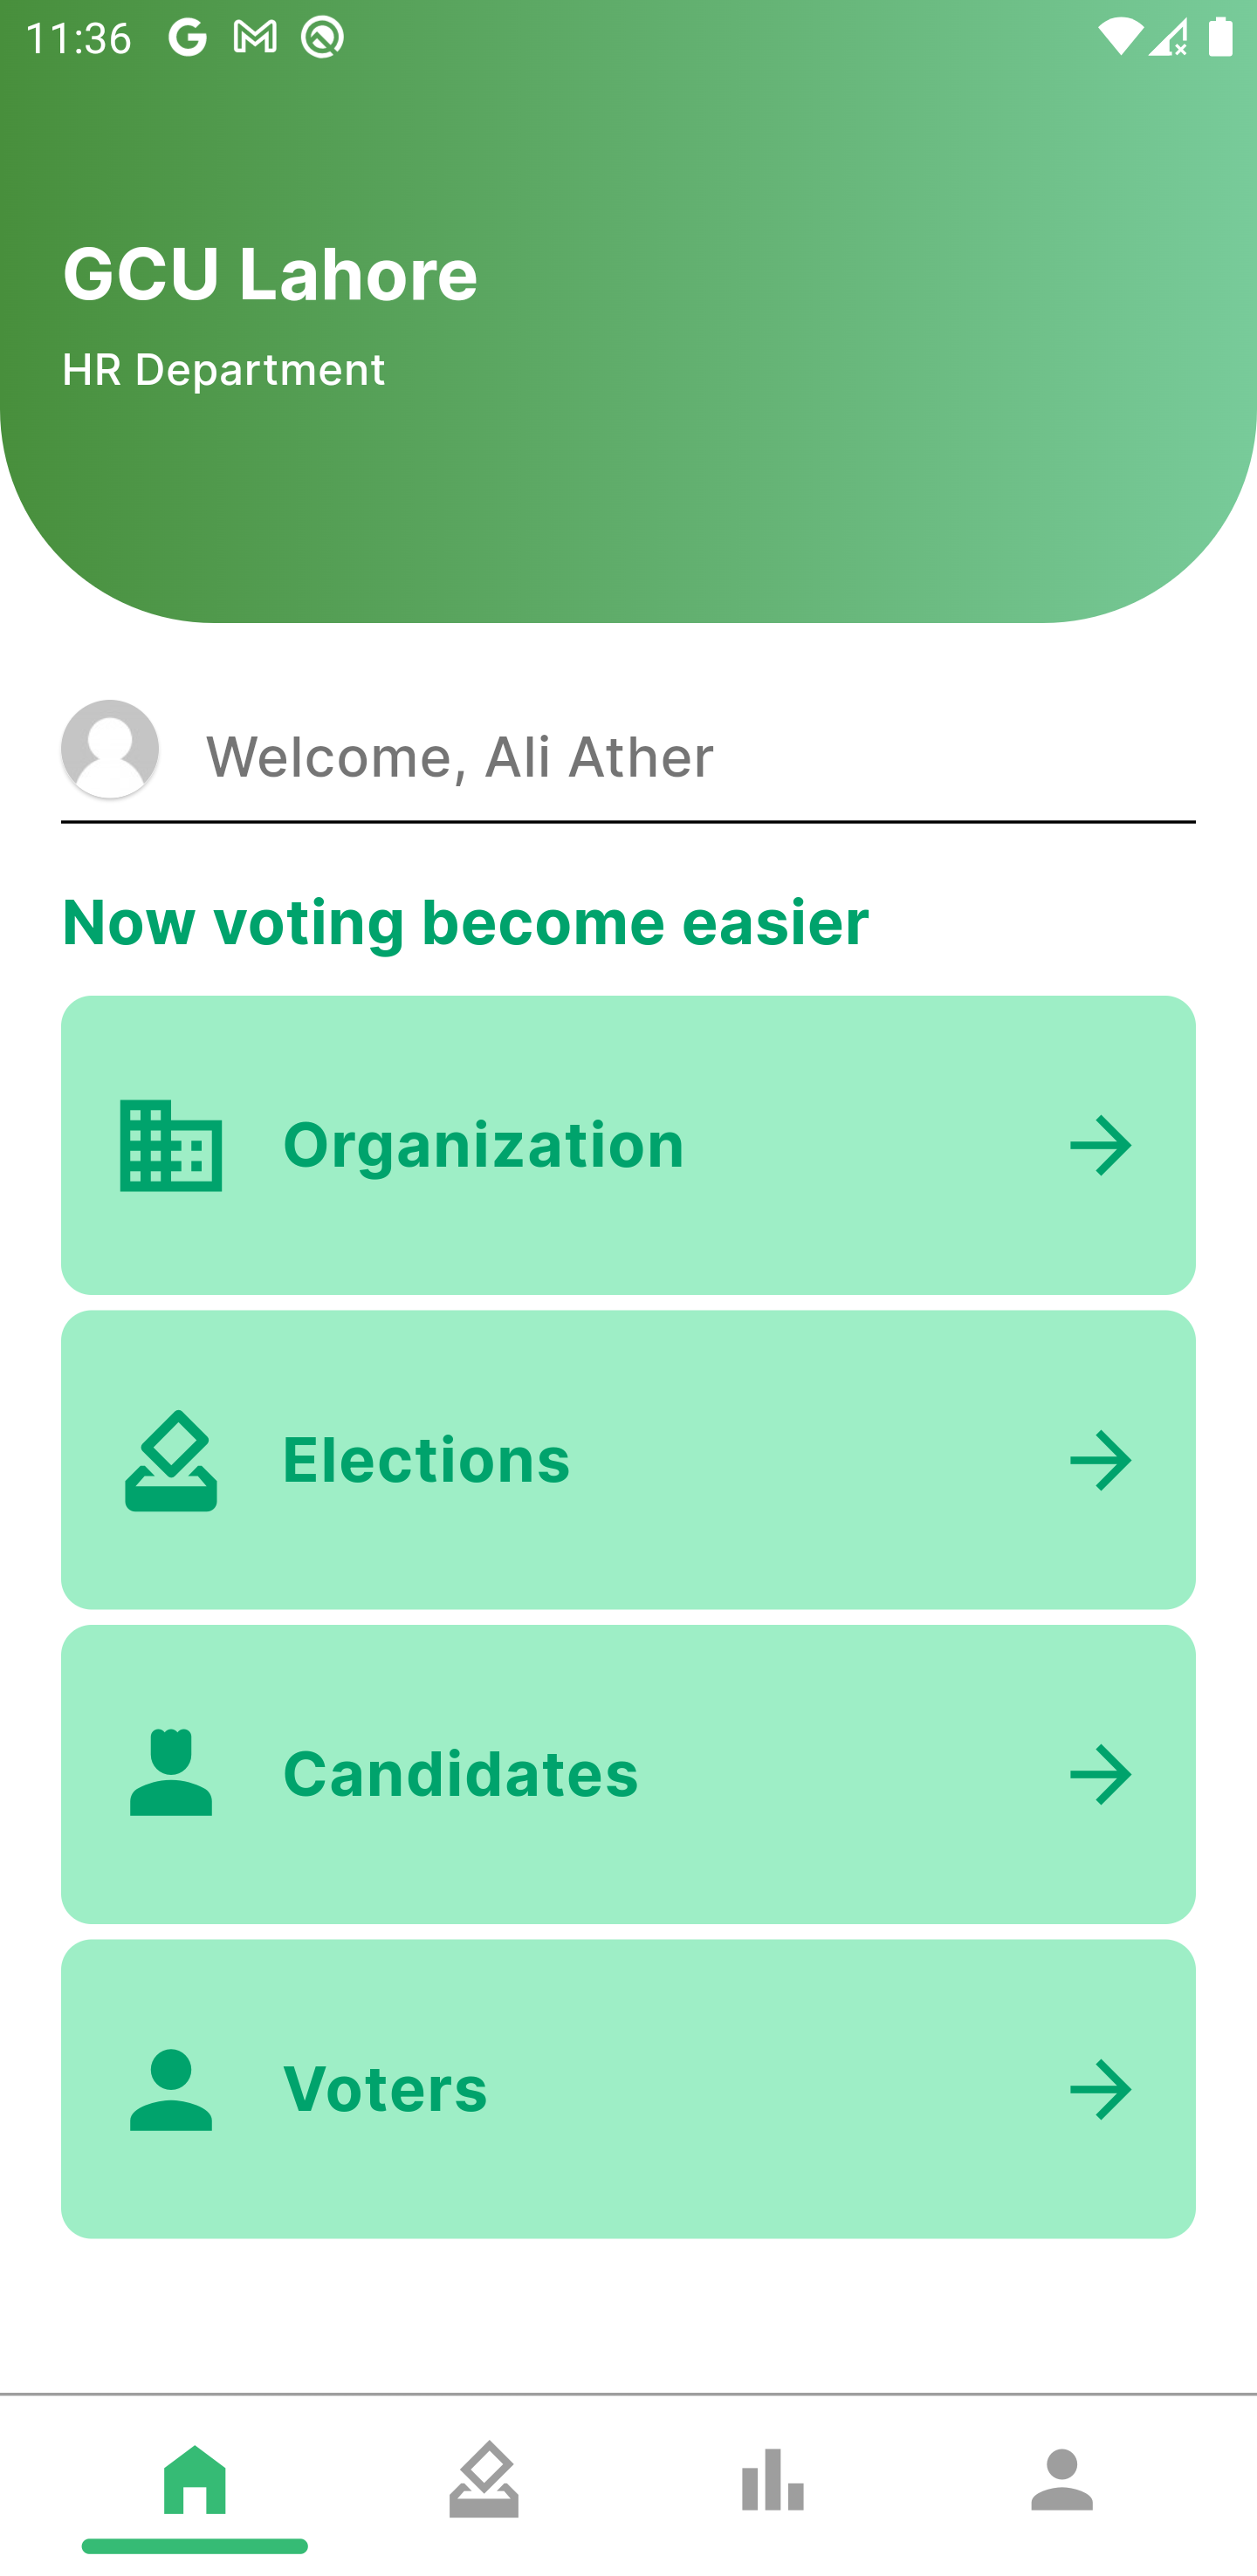 11:36
GCU Lahore
HR Department
Welcome, Ali Ather
Now voting become easier
Organization
Elections
Candidates
Voters